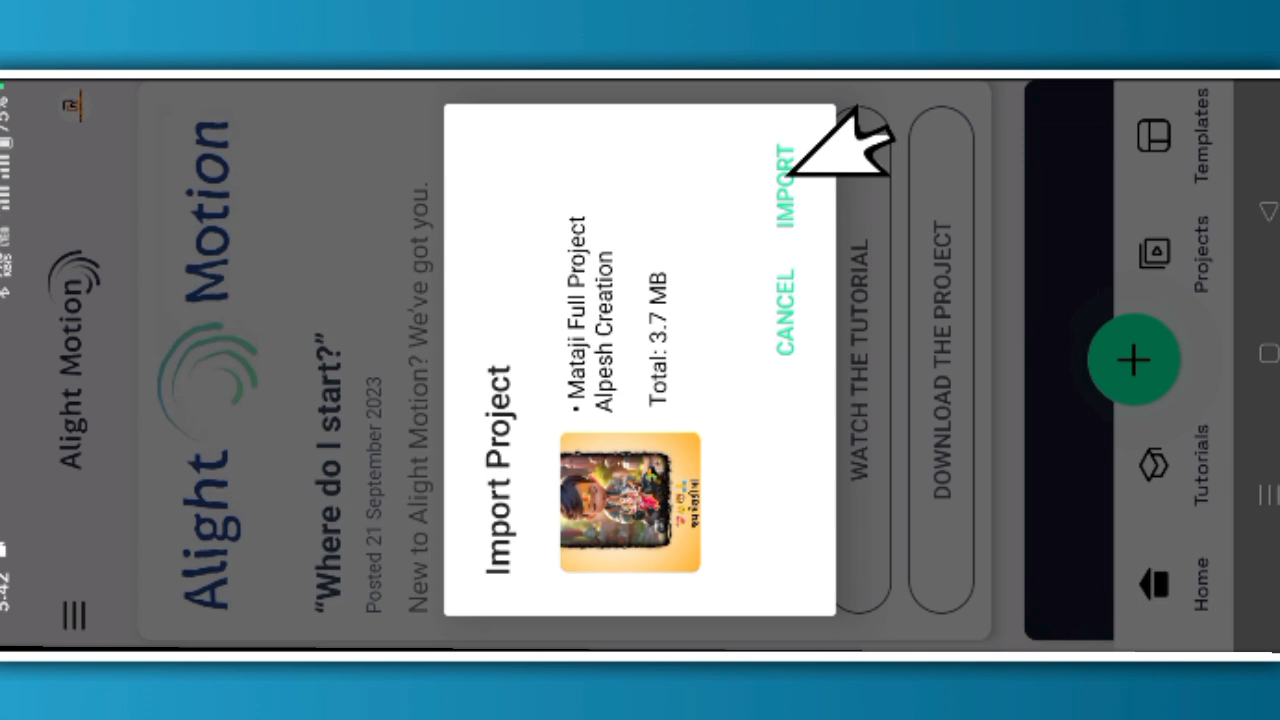 5:42
75%
Alight Motion
Alight Motion
“Where do I start?”
Posted 21 September 2023
New to Alight Motion? We've got you.
Import Project
• Mataji Full Project
Alpesh Creation
Total: 3.7 MB
CANCEL IMPORT
WATCH THE TUTORIAL
DOWNLOAD THE PROJECT
Home Tutorials Projects Templates